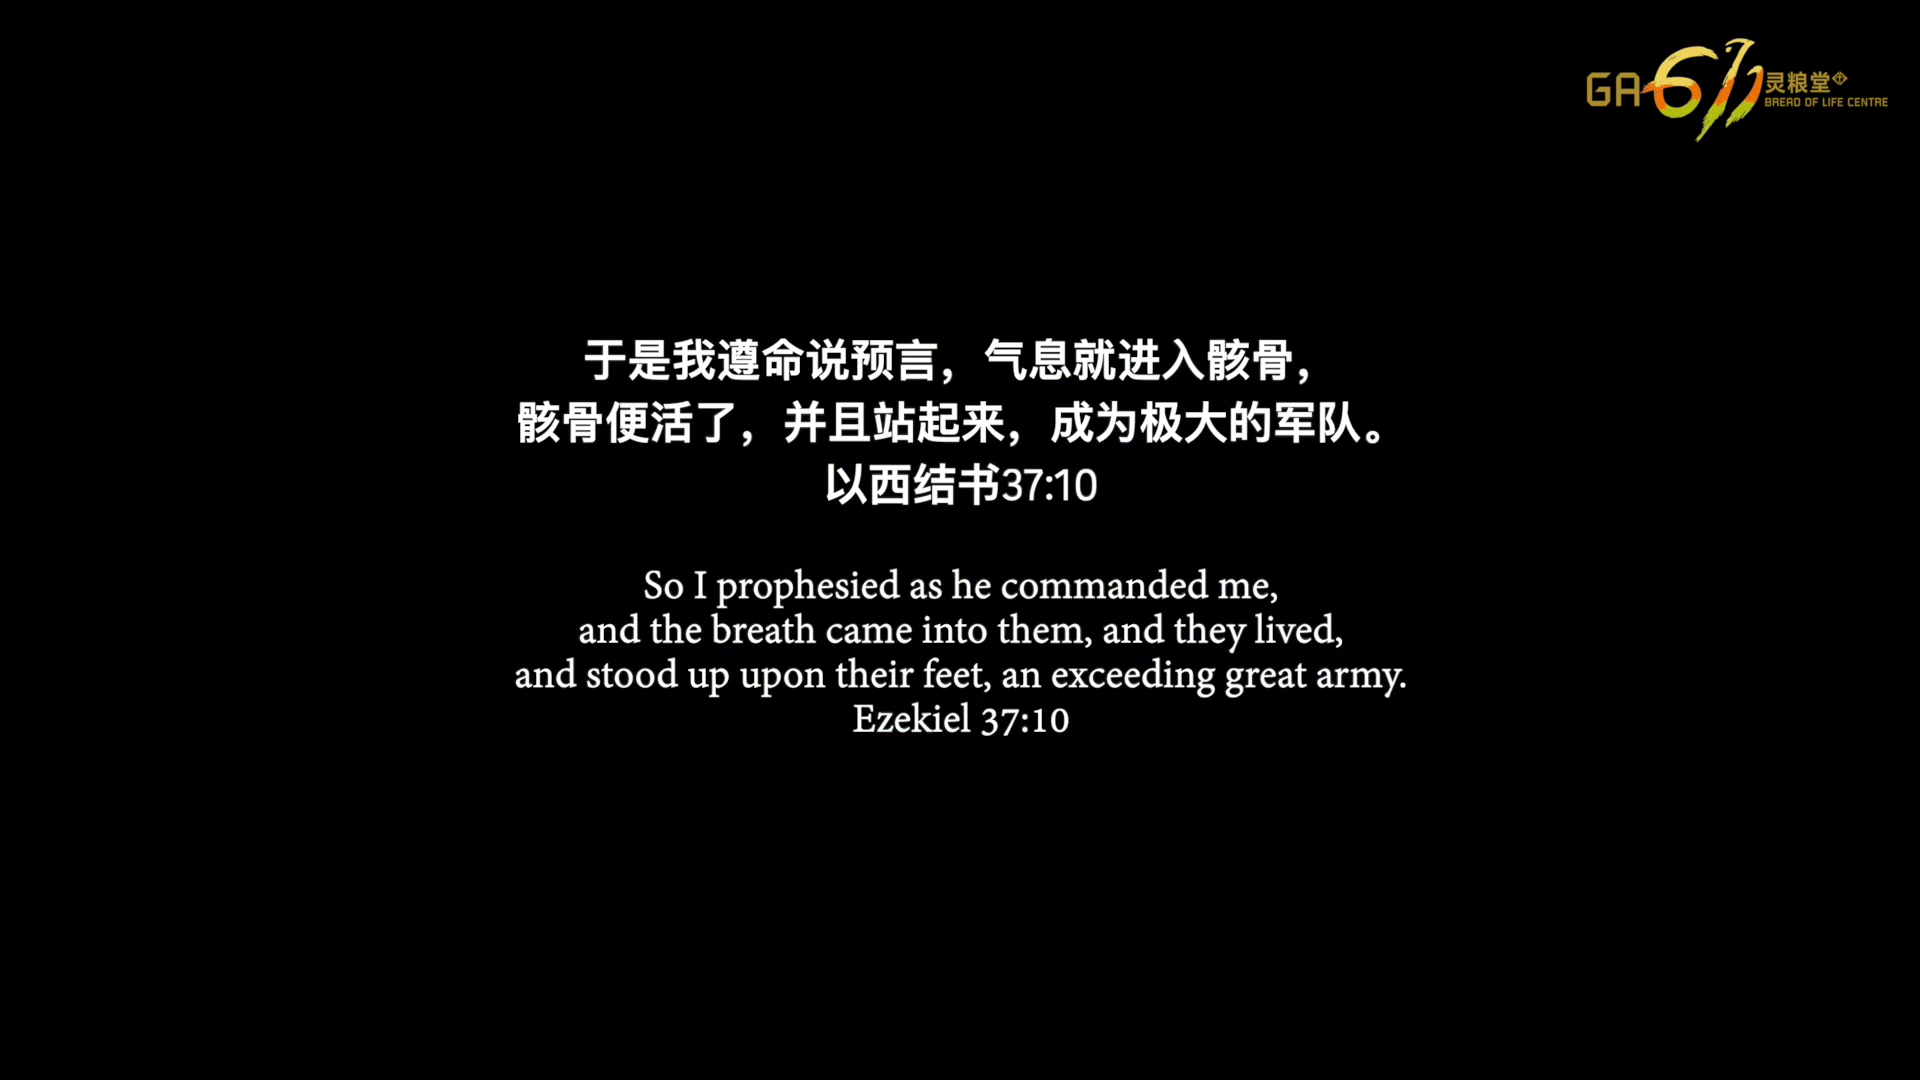 GA 611 灵粮堂
BREAD OF LIFE CENTRE
于是我遵命说预言，气息就进入骸骨，
骸骨便活了，并且站起来，成为极大的军队。
以西结书37:10
So I prophesied as he commanded me,
and the breath came into them, and they lived,
and stood up upon their feet, an exceeding great army.
Ezekiel 37:10